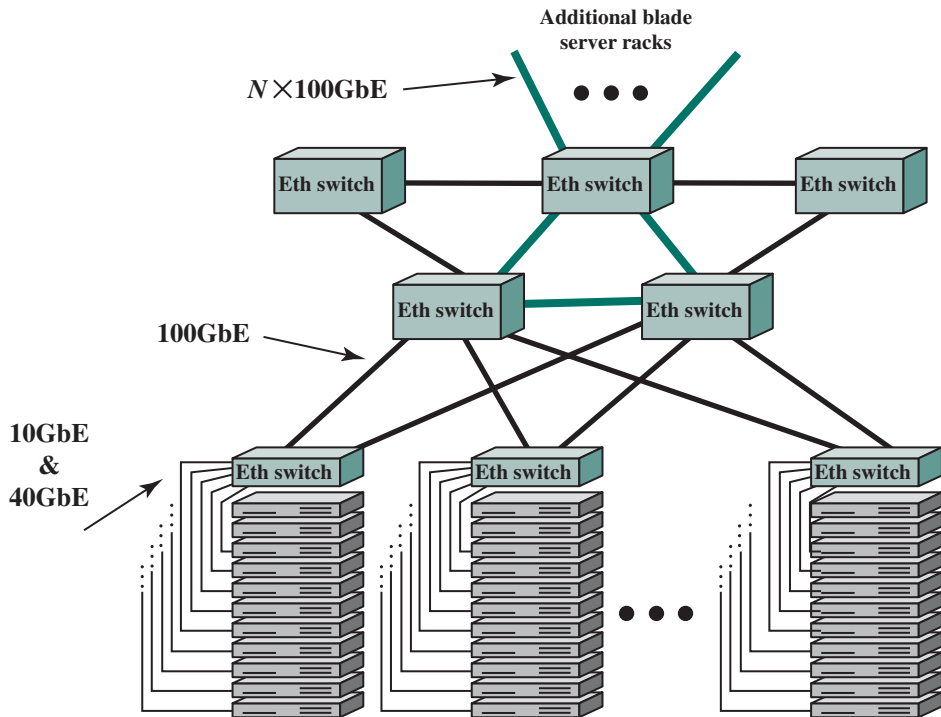 Additional blade
server racks
N×100GbE
Eth switch
Eth switch
Eth switch
Eth switch
Eth switch
100GbE
10GbE
&
40GbE
Eth switch
Eth switch
Eth switch